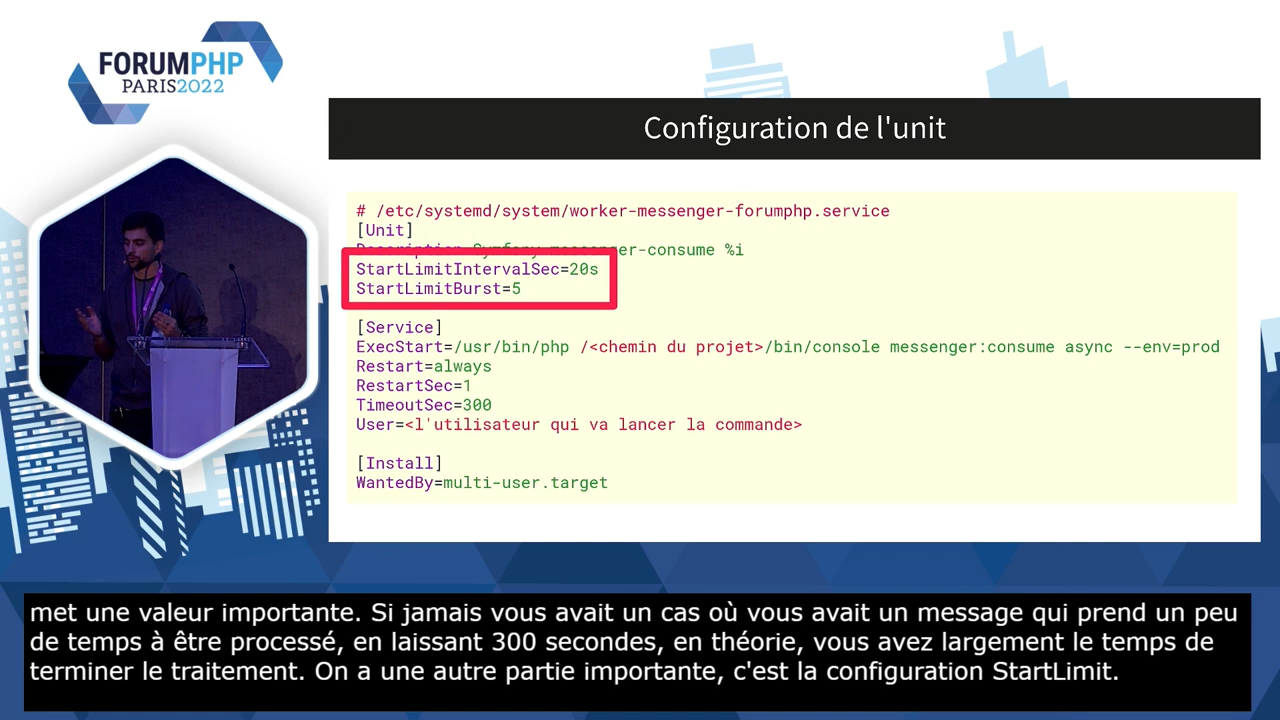 FORUMPHP
PARIS2022
Configuration de l'unit
# /etc/systemd/system/worker-messenger-forumphp.service
[Unit]
Description=Symfony messenger-consume %i
StartLimitIntervalSec=20s
StartLimitBurst=5
[Service]
ExecStart=/usr/bin/php /<chemin du projet>/bin/console messenger:consume async --env=prod
Restart=always
RestartSec=1
TimeoutSec=300
User=<l'utilisateur qui va lancer la commande>
[Install]
WantedBy=multi-user.target
met une valeur importante. Si jamais vous avait un cas où vous avait un message qui prend un peu
de temps à être processé, en laissant 300 secondes, en théorie, vous avez largement le temps de
terminer le traitement. On a une autre partie importante, c'est la configuration StartLimit.